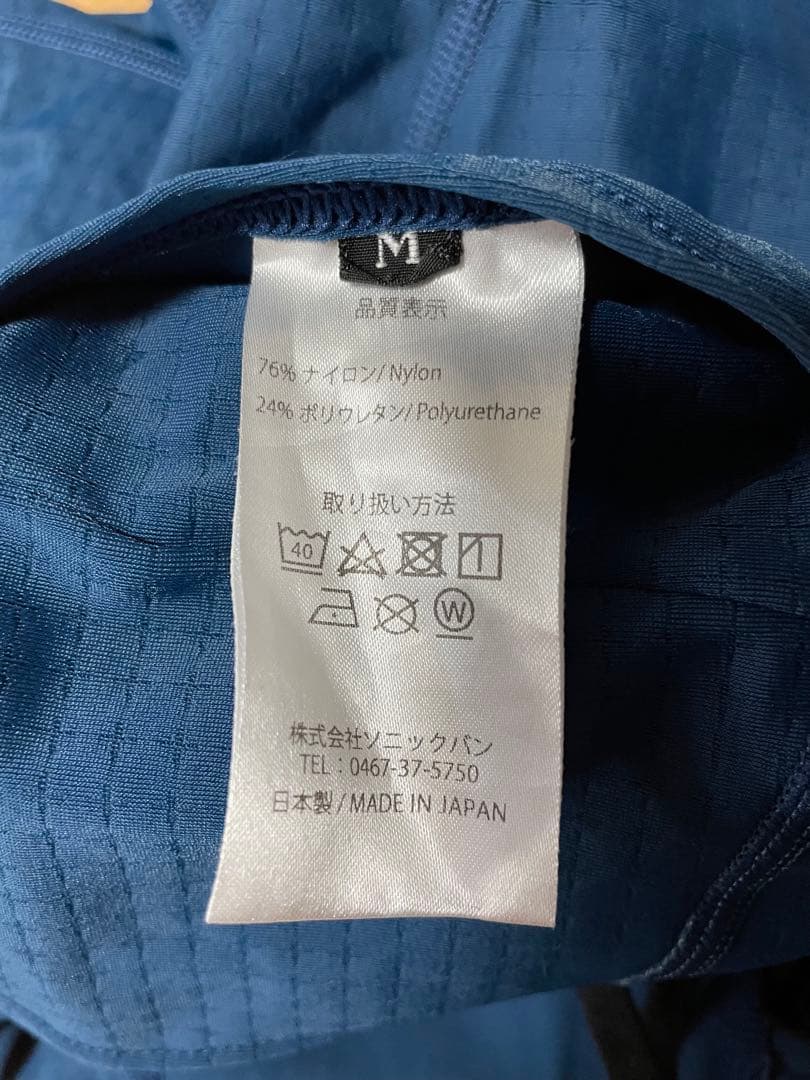 M
品質表示
76% ナイロン/ Nylon
24% ポリウレタン/ Polyurethane
取り扱い方法
40
W
株式会社ソニックバン
TEL : 0467-37-5750
日本製 / MADE IN JAPAN